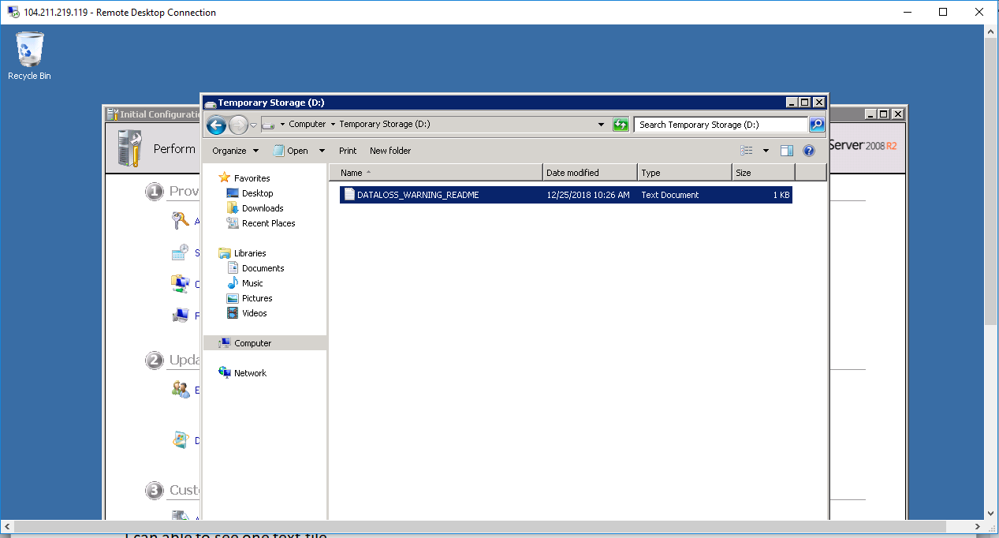 104.211.219.119 - Remote Desktop Connection
Recycle Bin
Initial Configuratio
Temporary Storage (D:)
Computer Temporary Storage (D:)
Search Temporary Storage (D:)
Perform
Server 2008 R2
Organize Open Print New folder
Name Date modified Type Size
Favorites
Desktop
Downloads
Recent Places
Libraries
Documents
Music
Pictures
Videos
Computer
Network
DATALOSS_WARNING_README 12/25/2018 10:26 AM Text Document 1 KB
1 Prov
A
S
C
F
2 Upda
E
D
3 Cust
A
I can able to see one text file